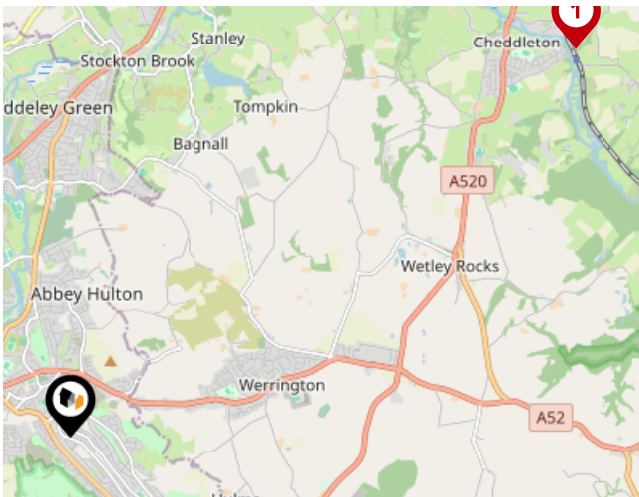 1
Stanley
Cheddleton
Stockton Brook
ddeley Green
Tompkin
Bagnall
A520
Wetley Rocks
Abbey Hulton
Werrington
A52